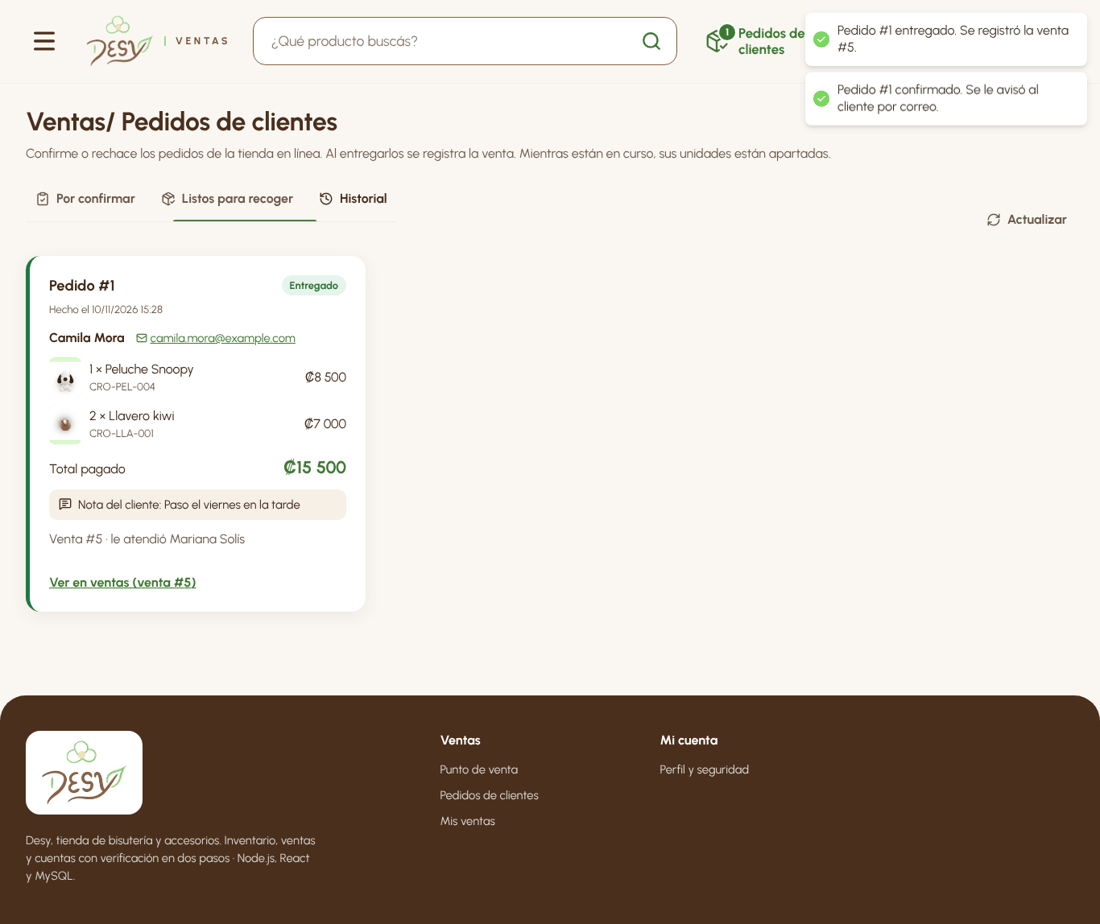 DESY
| VENTAS
¿Qué producto buscás?
1
Pedidos de
clientes
Pedido #1 entregado. Se registró la venta
#5.
Pedido #1 confirmado. Se le avisó al
cliente por correo.
Ventas/ Pedidos de clientes
Confirme o rechace los pedidos de la tienda en línea. Al entregarlos se registra la venta. Mientras están en curso, sus unidades están apartadas.
Por confirmar
Listos para recoger
Historial
Actualizar
Pedido #1
Entregado
Hecho el 10/11/2026 15:28
Camila Mora
camila.mora@example.com
1 × Peluche Snoopy
CRO-PEL-004
₡8 500
2 × Llavero kiwi
CRO-LLA-001
₡7 000
Total pagado
₡15 500
Nota del cliente: Paso el viernes en la tarde
Venta #5 · le atendió Mariana Solís
Ver en ventas (venta #5)
DESY
Desy, tienda de bisutería y accesorios. Inventario, ventas
y cuentas con verificación en dos pasos · Node.js, React
y MySQL.
Ventas
Punto de venta
Pedidos de clientes
Mis ventas
Mi cuenta
Perfil y seguridad